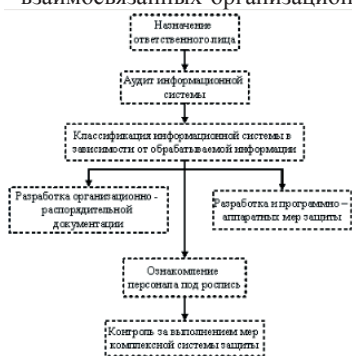 взаимосвязанных организацион
Назначение
ответственного лица
Аудит информационной
системы
Классификация информационной системы в
зависимости от обрабатываемой информации
Разработка организационно -
распорядительной
документации
Разработка и программно –
аппаратных мер защиты
Ознакомление
персонала под роспись
Контроль за выполнением мер
комплексной системы защиты